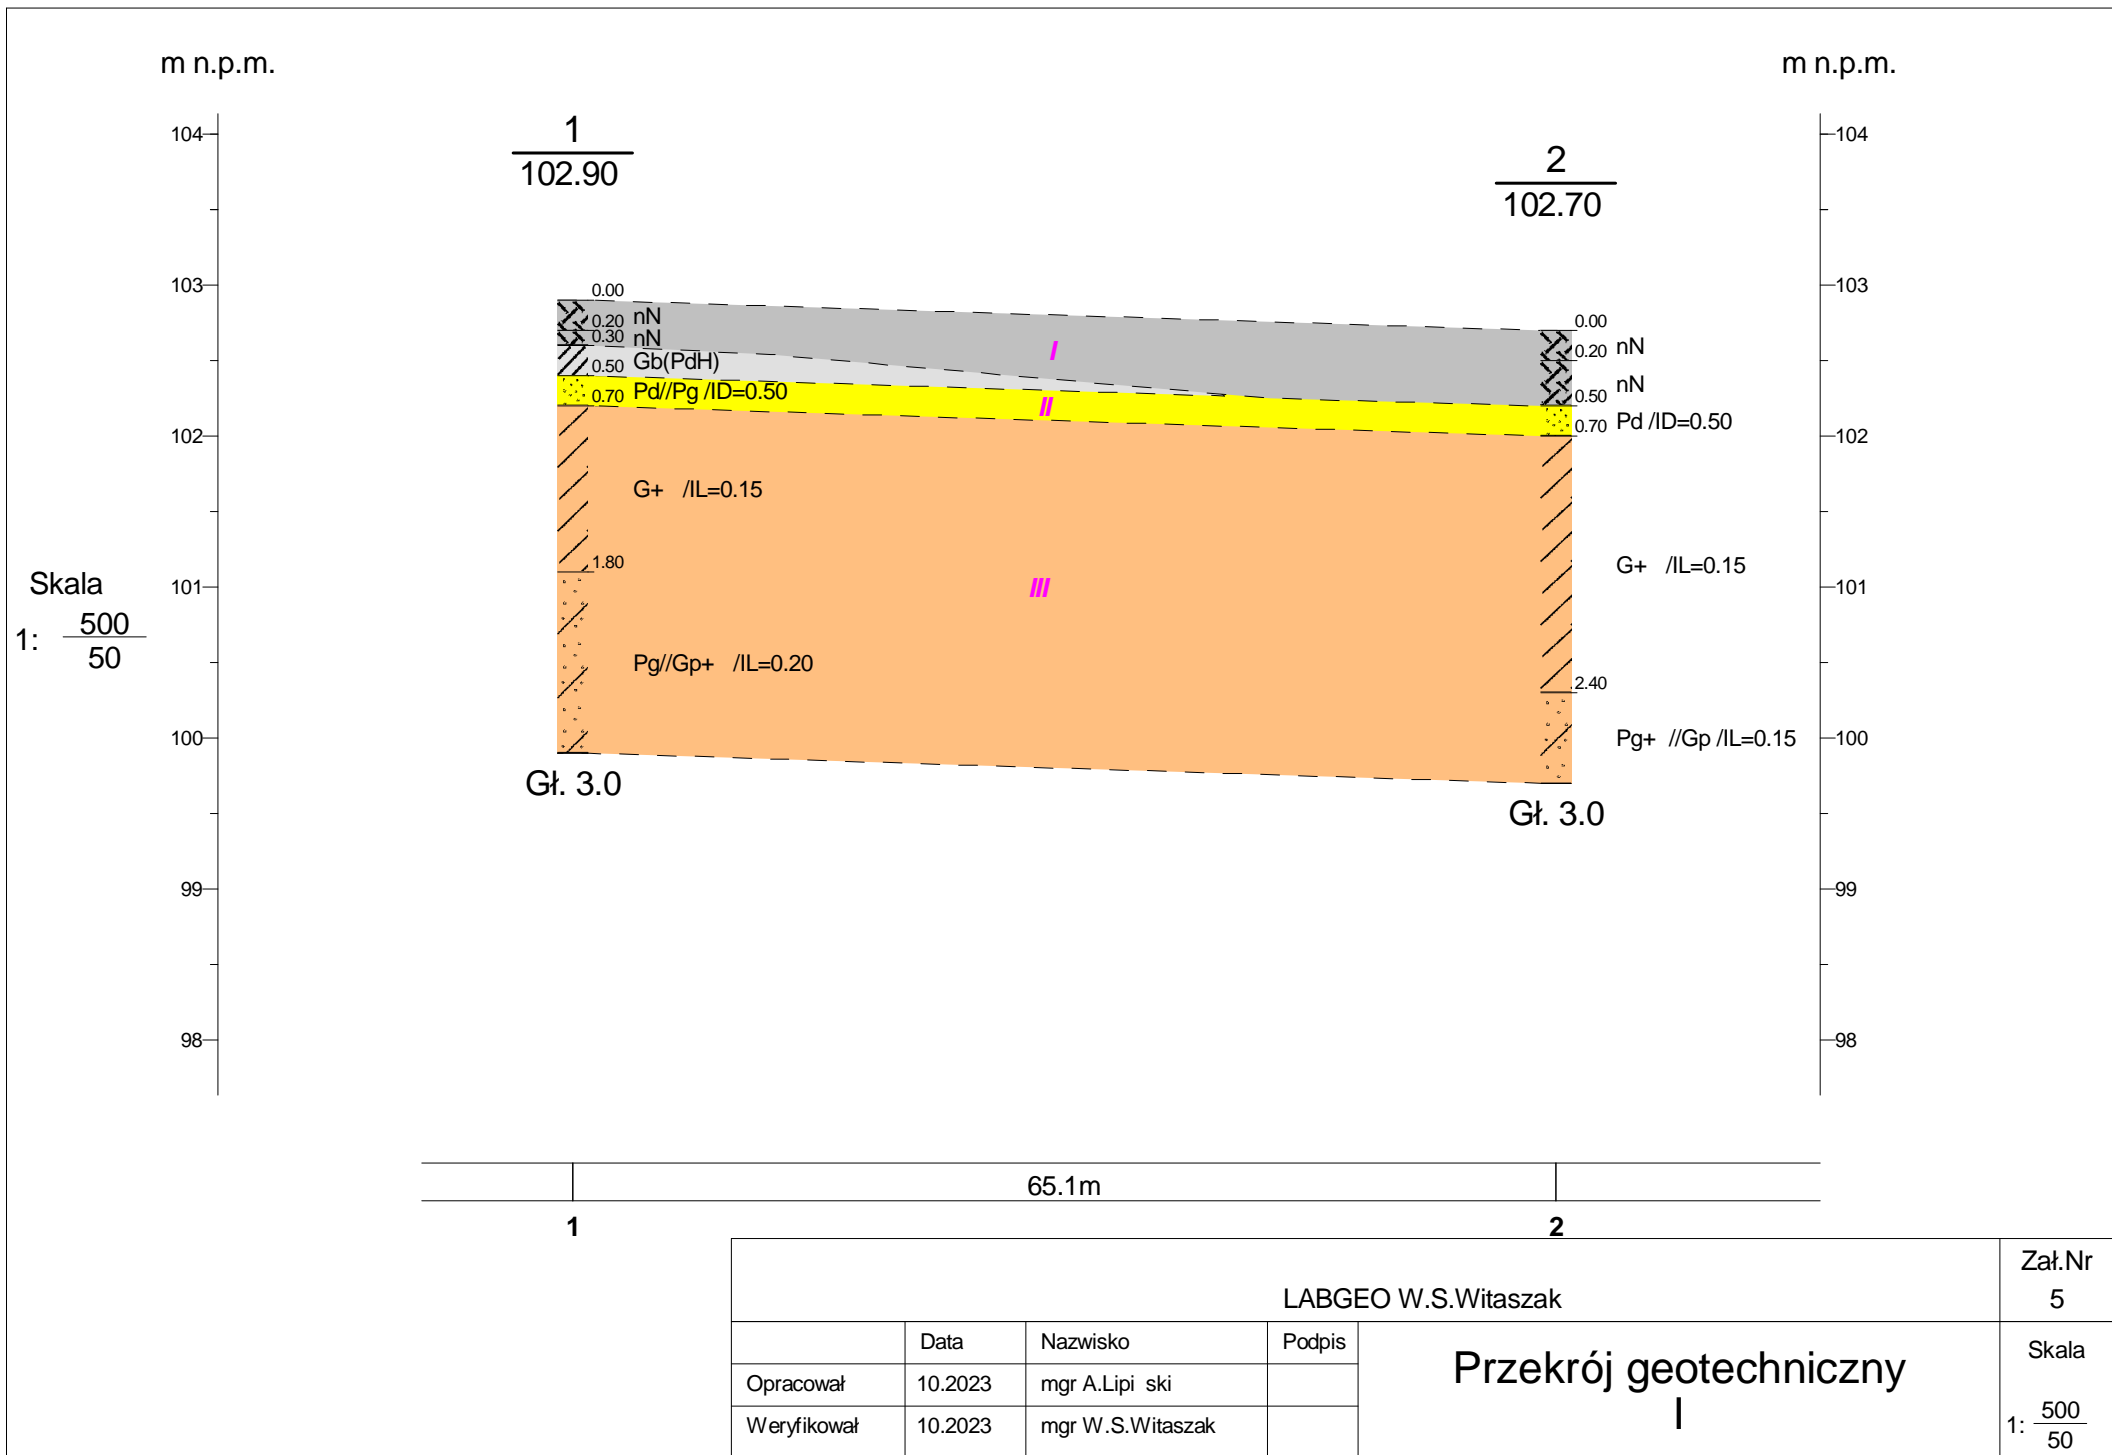 m n.p.m.
m n.p.m.
104
104
1
102.90
2
102.70
103
103
0.00
0.20 nN
0.30 nN
0.50 Gb(PdH)
0.70 Pd//Pg /ID=0.50
G+ /IL=0.15
1.80
Pg//Gp+ /IL=0.20
Gł. 3.0
I
II
III
0.00
0.20 nN
nN
0.50
0.70 Pd /ID=0.50
G+ /IL=0.15
2.40
Pg+ //Gp /IL=0.15
Gł. 3.0
102
102
101
101
Skala
1: 500
50
100
100
99
99
98
98
65.1m
1
2
LABGEO W.S.Witaszak
Zał.Nr
5
Data
Nazwisko
Podpis
Opracował
10.2023
mgr A.Lipi ski
Weryfikował
10.2023
mgr W.S.Witaszak
Przekrój geotechniczny
I
Skala
1: 500
50